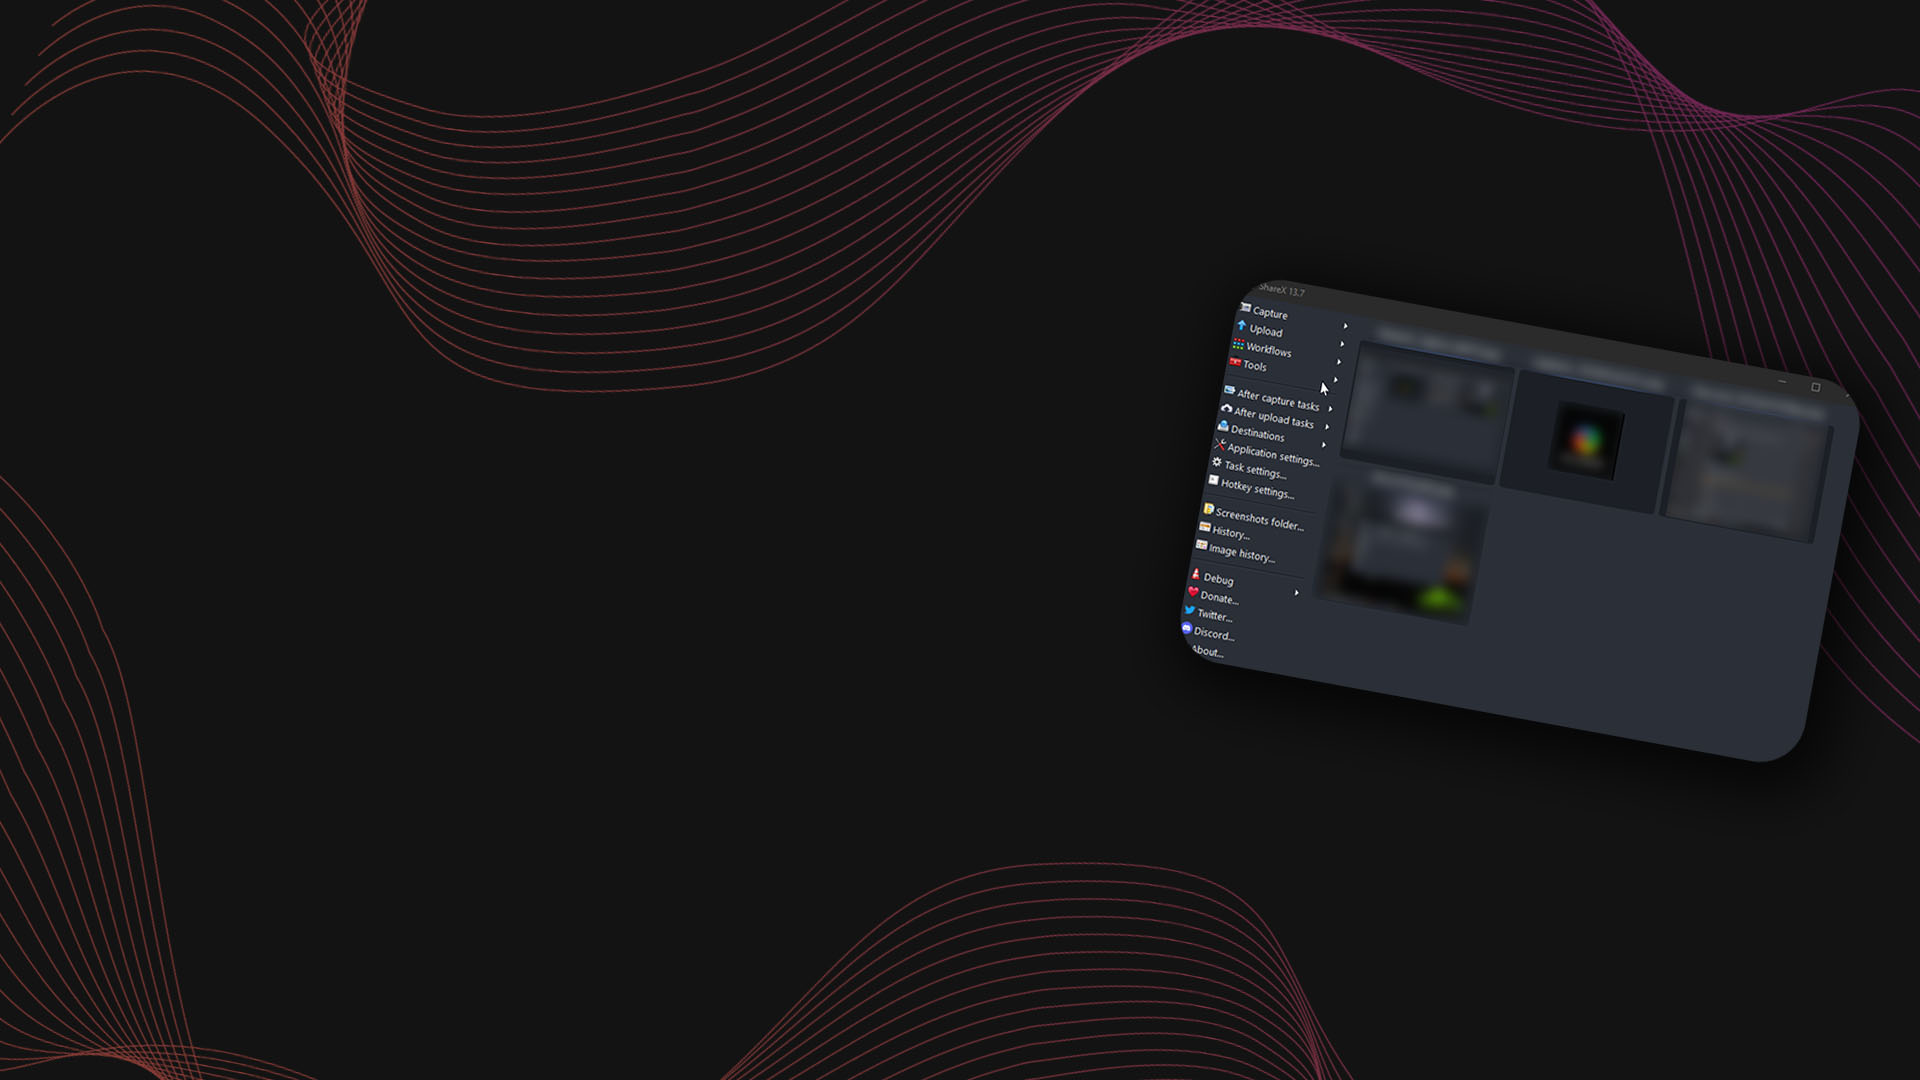 ShareX 13.7
Capture
Upload
Workflows
Tools
After capture tasks
After upload tasks
Destinations
Application settings...
Task settings...
Hotkey settings...
Screenshots folder...
History...
Image history...
Debug
Donate...
Twitter...
Discord...
About...